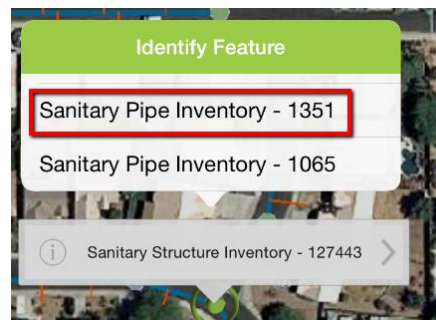 Identify Feature
Sanitary Pipe Inventory - 1351
Sanitary Pipe Inventory - 1065
Sanitary Structure Inventory - 127443